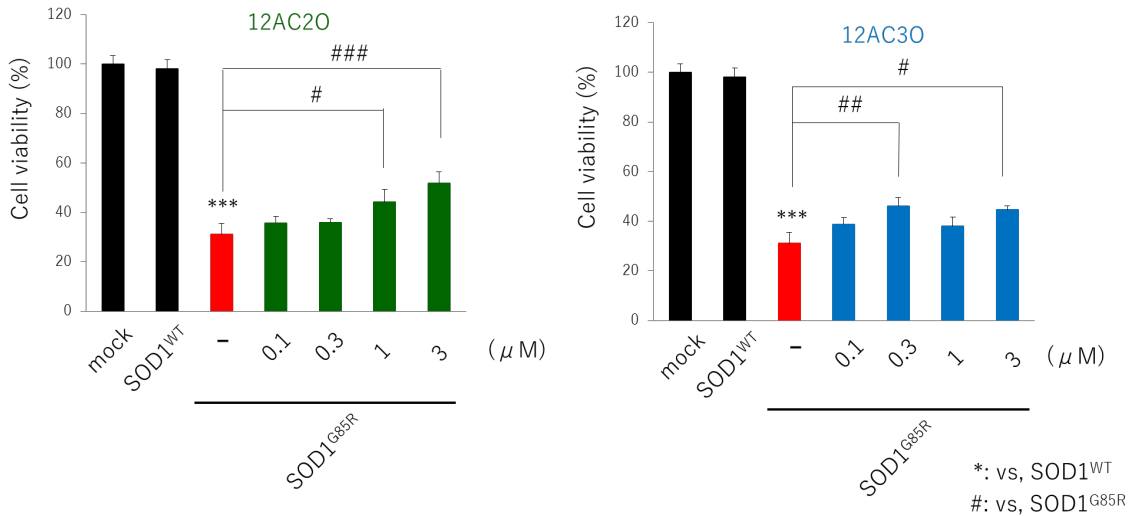 12AC2O
Cell viability (%)
120
100
80
60
40
20
0
###
#
***
mock
SOD1WT
–
0.1
0.3
1
3
(μM)
SOD1G85R
12AC3O
Cell viability (%)
120
100
80
60
40
20
0
#
##
***
mock
SOD1WT
–
0.1
0.3
1
3
(μM)
SOD1G85R
*: vs, SOD1WT
#: vs, SOD1G85R